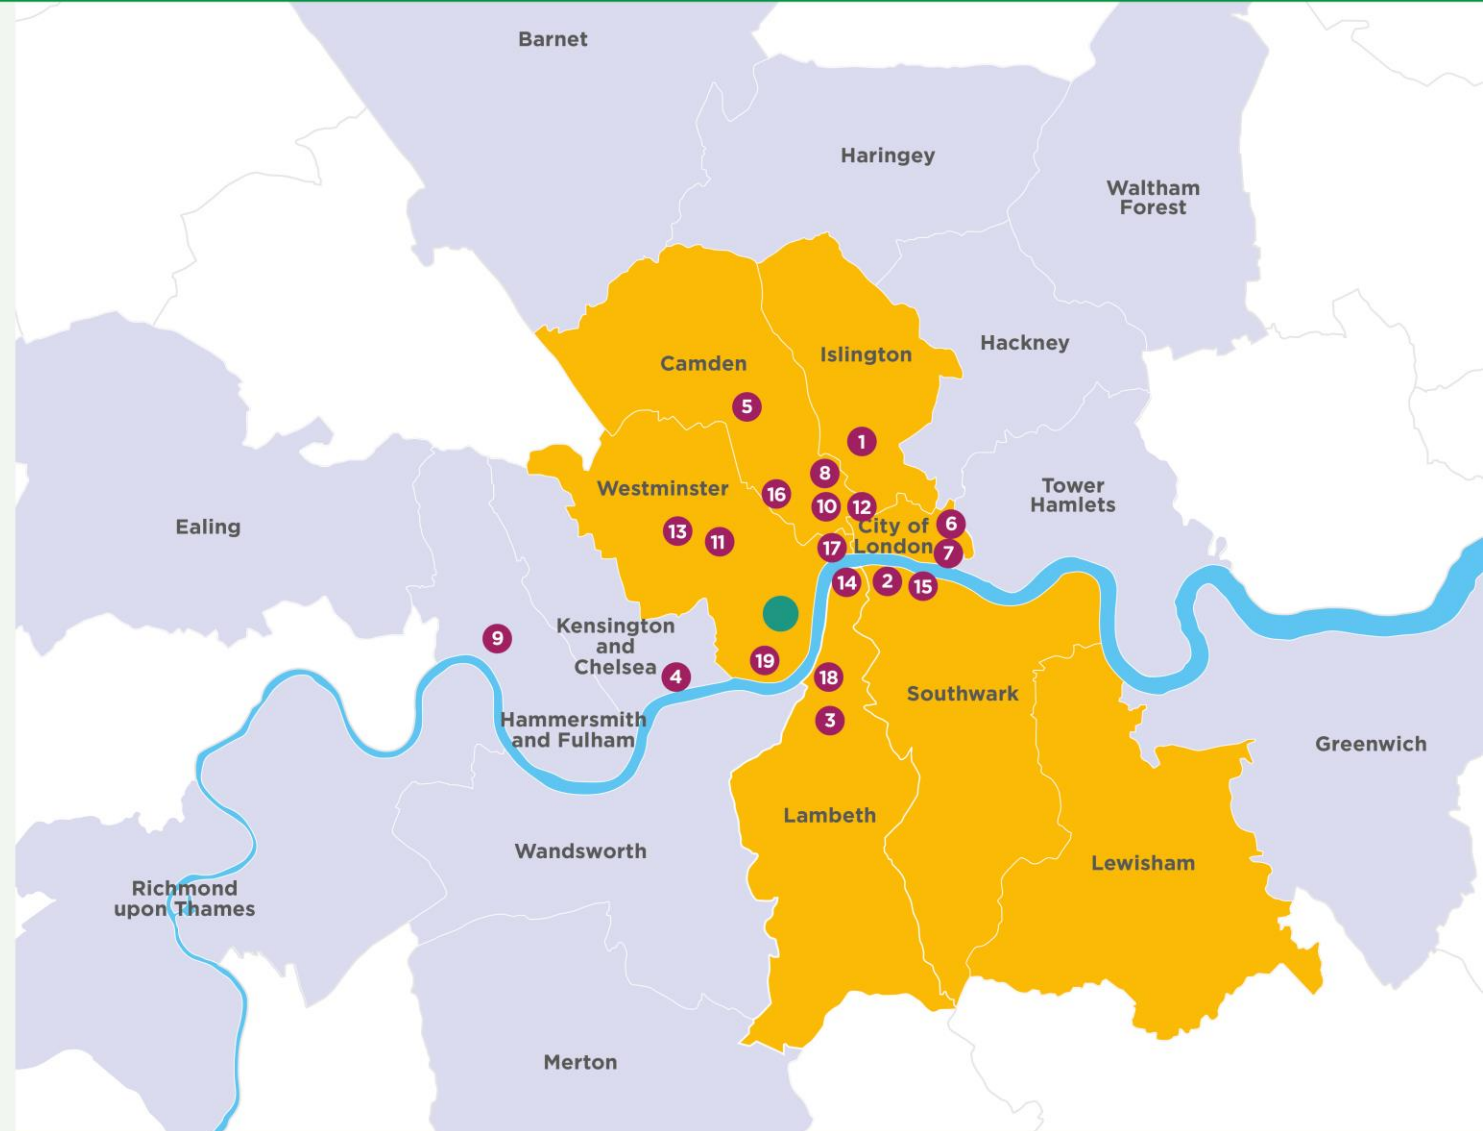 Barnet
Haringey
Waltham
Forest
Hackney
Islington
Camden
5
1
8
Westminster
16
Tower
Hamlets
10
12
Ealing
City of
London
6
13
11
17
7
14
2
15
Kensington
and
Chelsea
9
19
4
18
Southwark
3
Hammersmith
and Fulham
Greenwich
Lambeth
Wandsworth
Lewisham
Richmond
upon Thames
Merton